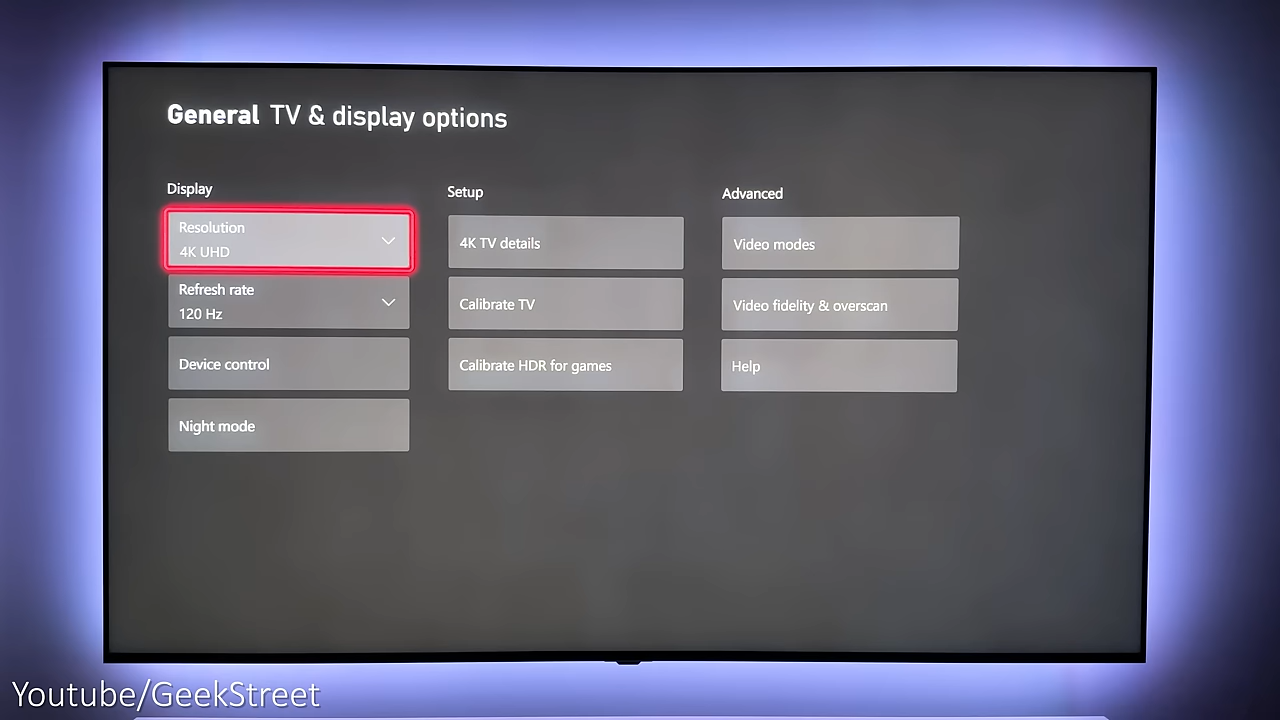 General TV & display options
Display
Resolution
4K UHD
Refresh rate
120 Hz
Device control
Night mode
Setup
4K TV details
Calibrate TV
Calibrate HDR for games
Advanced
Video modes
Video fidelity & overscan
Help
Youtube/GeekStreet